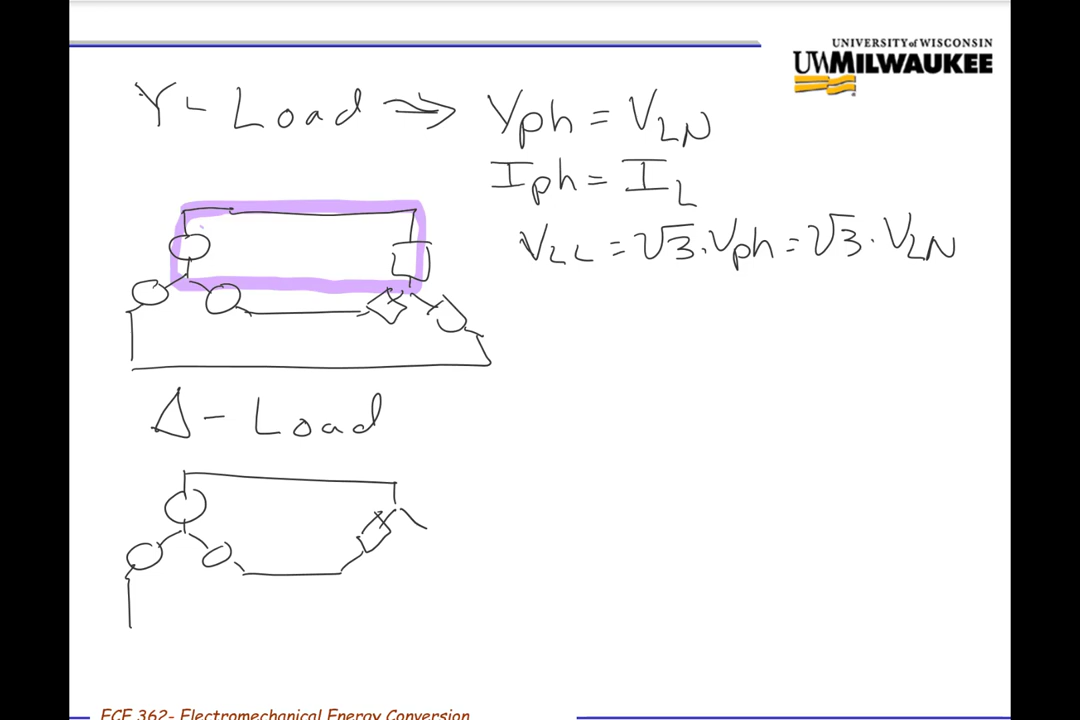 UNIVERSITY of WISCONSIN
UWMILWAUKEE
Y - Load ⇒ Yph = VLN
Iph = IL
VLL = √3 · Vph = √3 · VLN
Δ - Load
ECE 362- Electromechanical Energy Conversion